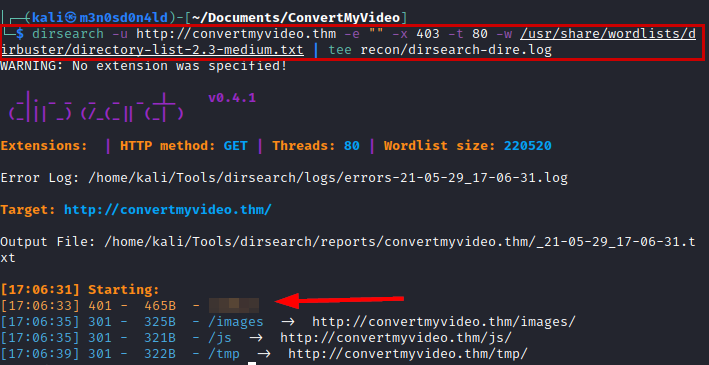 ┌──(kali㉿m3n0sd0n4ld)-[~/Documents/ConvertMyVideo]
└─$ dirsearch -u http://convertmyvideo.thm -e "" -x 403 -t 80 -w /usr/share/wordlists/d
irbuster/directory-list-2.3-medium.txt | tee recon/dirsearch-dire.log
WARNING: No extension was specified!
v0.4.1
Extensions:  | HTTP method: GET | Threads: 80 | Wordlist size: 220520
Error Log: /home/kali/Tools/dirsearch/logs/errors-21-05-29_17-06-31.log
Target: http://convertmyvideo.thm/
Output File: /home/kali/Tools/dirsearch/reports/convertmyvideo.thm/_21-05-29_17-06-31.t
xt
[17:06:31] Starting:
[17:06:33] 401 -  465B  -
[17:06:35] 301 -  325B  - /images  ->  http://convertmyvideo.thm/images/
[17:06:35] 301 -  321B  - /js  ->  http://convertmyvideo.thm/js/
[17:06:39] 301 -  322B  - /tmp  ->  http://convertmyvideo.thm/tmp/